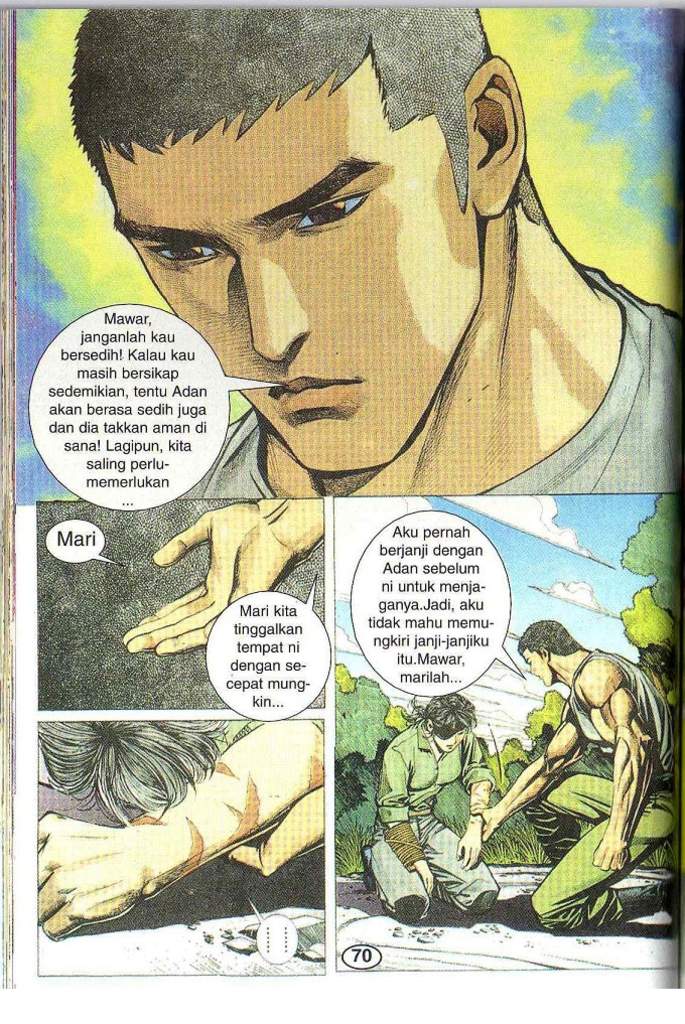 Mawar,
janganlah kau
bersedih! Kalau kau
masih bersikap
sedemikian, tentu Adan
akan berasa sedih juga
dan dia takkan aman di
sana! Lagipun, kita
saling perlu-
memerlukan
...
Mari
Mari kita
tinggalkan
tempat ni
dengan se-
cepat mung-
kin...
Aku pernah
berjanji dengan
Adan sebelum
ni untuk menja-
ganya.Jadi, aku
tidak mahu memu-
ngkiri janji-janjiku
itu.Mawar,
marilah...
70